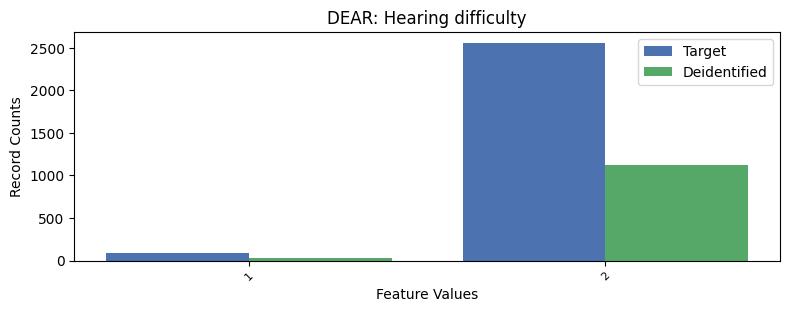 DEAR: Hearing difficulty
Record Counts
2500
2000
1500
1000
500
0
Target
Deidentified
1
2
Feature Values